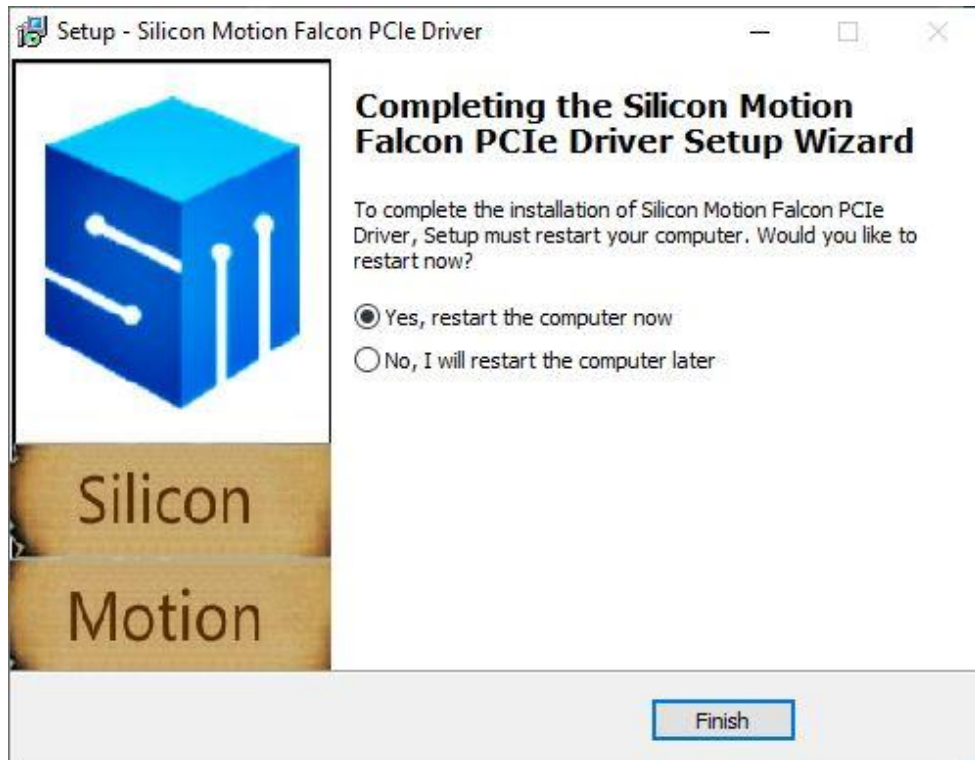 Setup - Silicon Motion Falcon PCIe Driver
Completing the Silicon Motion
Falcon PCIe Driver Setup Wizard
To complete the installation of Silicon Motion Falcon PCIe
Driver, Setup must restart your computer. Would you like to
restart now?
Yes, restart the computer now
No, I will restart the computer later
Silicon
Motion
Finish